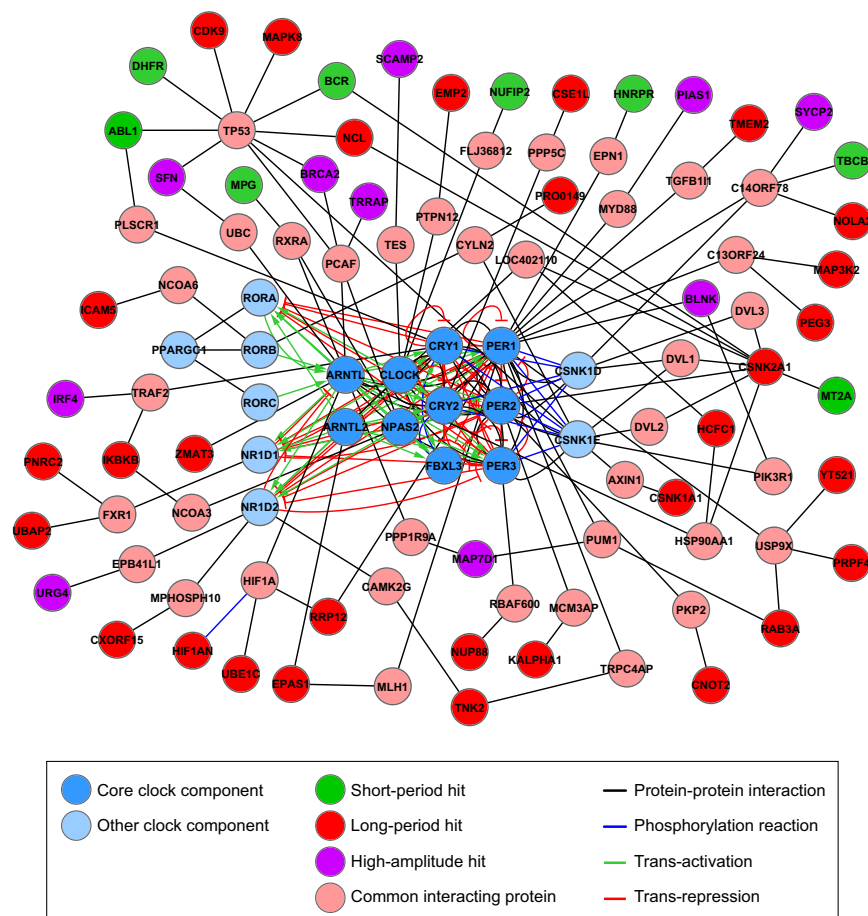 CDK9
MAPK8
SCAMP2
DHFR
BCR
EMP2
NUFIP2
CSE1L
HNRPR
PIAS1
SYCP2
TMEM2
ABL1
TP53
NCL
FLJ36812
PPP5C
EPN1
TBCB
SFN
MPG
BRCA2
TRRAP
PTPN12
PRO0149
MYD88
TGFB1I1
C14ORF78
PLSCR1
UBC
RXRA
PCAF
TES
CYLN2
LOC402110
C13ORF24
MAP3K2
NCOA6
RORA
BLNK
DVL3
PEG3
ICAM5
PPARGC1
RORB
CRY1
PER1
ARNTL
CLOCK
CSNK1D
DVL1
CSNK2A1
IRF4
TRAF2
RORC
CRY2
PER2
MT2A
ZMAT3
ARNTL2
NPAS2
CSNK1E
DVL2
HCFC1
PNRC2
IKBKB
NR1D1
FBXL3
PER3
AXIN1
PIK3R1
YT521
CSNK1A1
UBAP2
FXR1
NCOA3
NR1D2
PPP1R9A
PUM1
HSP90AA1
USP9X
URG4
EPB41L1
MAP7D1
PRPF4
MPHOSPH10
HIF1A
CAMK2G
RBAF600
MCM3AP
PKP2
RAB3A
CXORF15
RRP12
HIF1AN
NUP88
KALPHA1
UBE1C
EPAS1
MLH1
TRPC4AP
CNOT2
TNK2
Core clock component
Short-period hit
Protein-protein interaction
Other clock component
Long-period hit
Phosphorylation reaction
High-amplitude hit
Trans-activation
Common interacting protein
Trans-repression